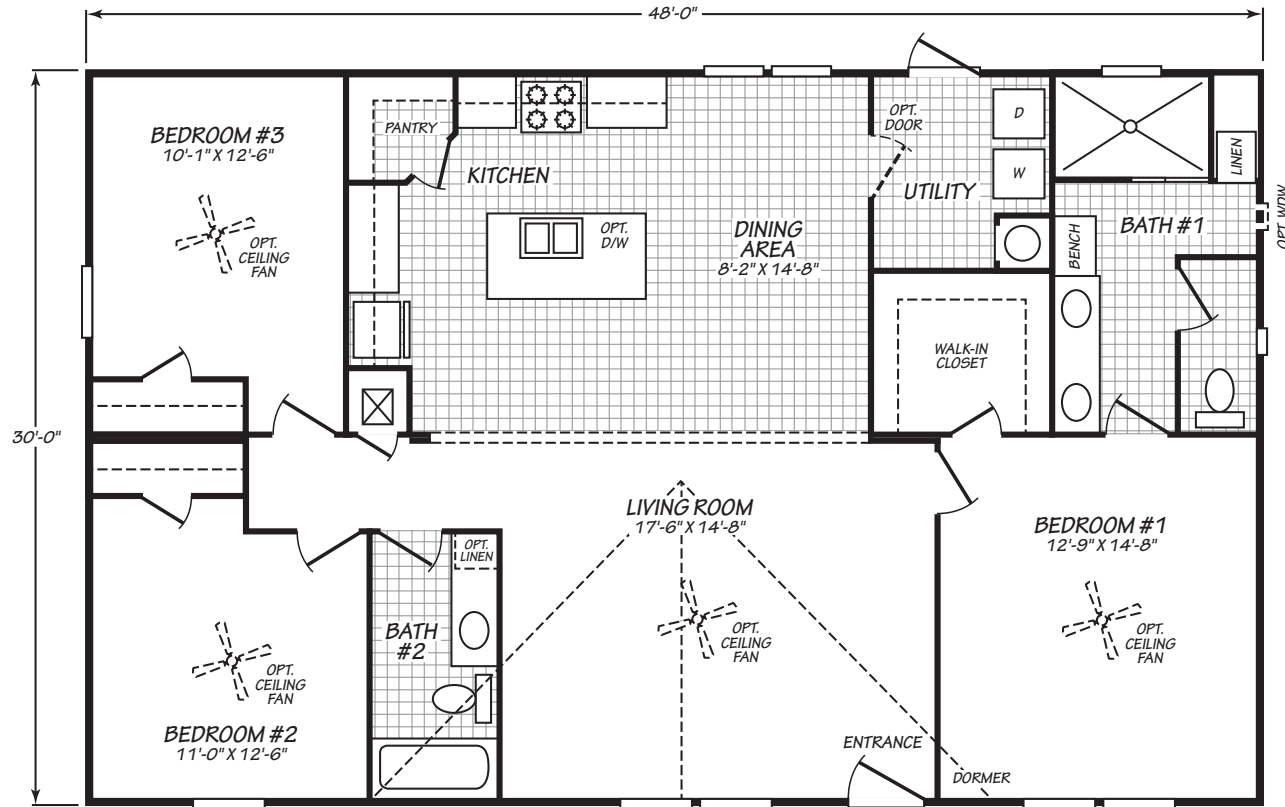 48'-0"
30'-0"
BEDROOM #3
10'-1" X 12'-6"
OPT.
CEILING
FAN
PANTRY
KITCHEN
OPT.
D/W
DINING
AREA
8'-2" X 14'-8"
OPT.
DOOR
UTILITY
D
W
LINEN
BATH #1
OPT. WDW
BENCH
WALK-IN
CLOSET
LIVING ROOM
17'-6" X 14'-8"
OPT.
CEILING
FAN
BEDROOM #1
12'-9" X 14'-8"
OPT.
CEILING
FAN
OPT.
LINEN
BATH
#2
OPT.
CEILING
FAN
BEDROOM #2
11'-0" X 12'-6"
ENTRANCE
DORMER